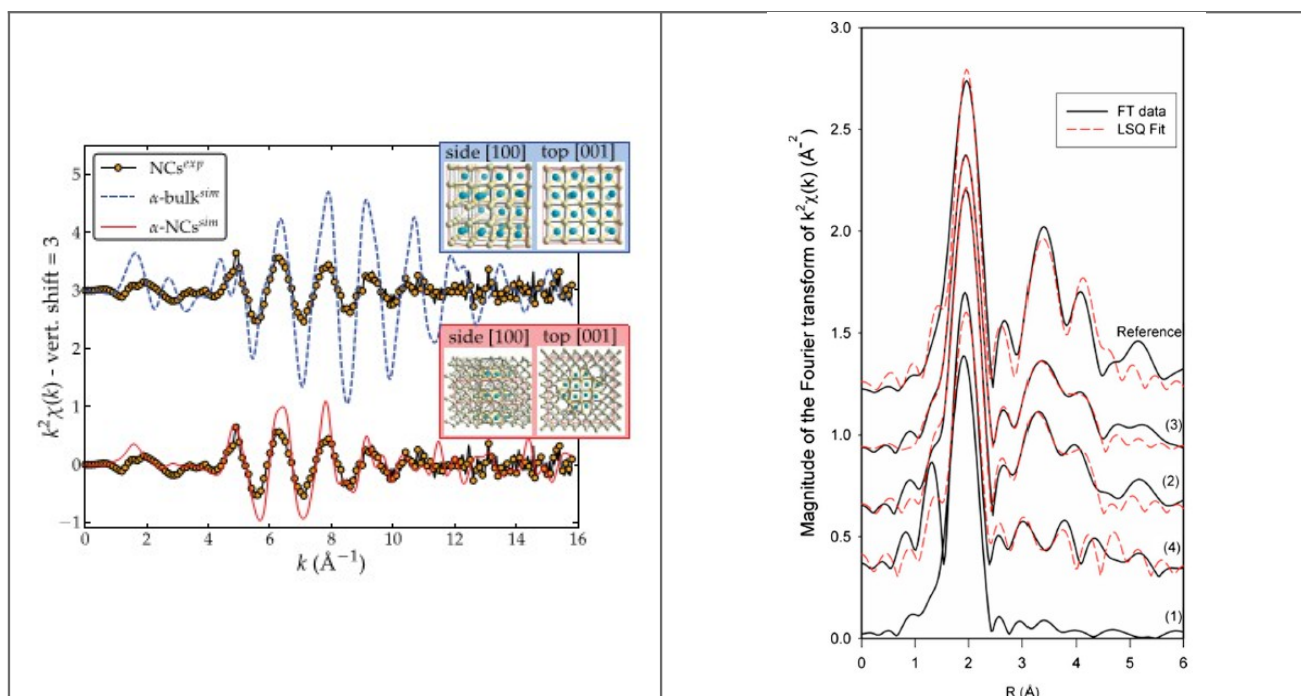 NCs^exp
α-bulk^sim
α-NCs^sim
side [100] top [001]
side [100] top [001]
k²χ(k) - vert. shift = 3
5
4
3
2
1
0
−1
0 2 4 6 8 10 12 14 16
k (Å⁻¹)
Magnitude of the Fourier transform of k²χ(k) (Å⁻²)
3.0
2.5
2.0
1.5
1.0
0.5
0.0
FT data
LSQ Fit
Reference
(3)
(2)
(4)
(1)
0 1 2 3 4 5 6
R (Å)